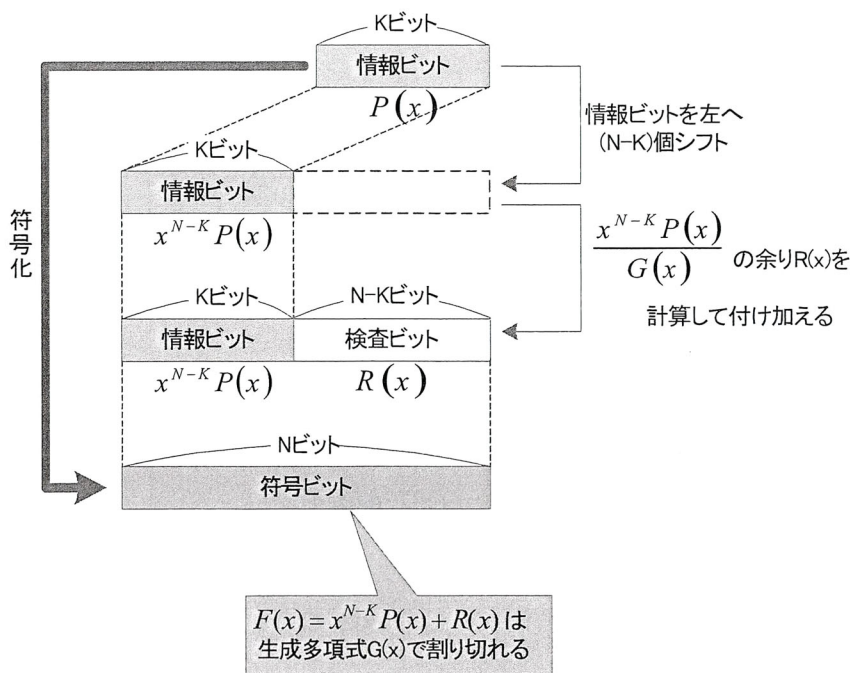 Kビット
情報ビット
P(x)
情報ビットを左へ
(N-K)個シフト
Kビット
情報ビット
x^{N-K} P(x)
符号化
x^{N-K} P(x)
G(x)
の余りR(x)を
計算して付け加える
Kビット
N-Kビット
情報ビット
検査ビット
x^{N-K} P(x)
R(x)
Nビット
符号ビット
F(x) = x^{N-K} P(x) + R(x) は
生成多項式G(x)で割り切れる